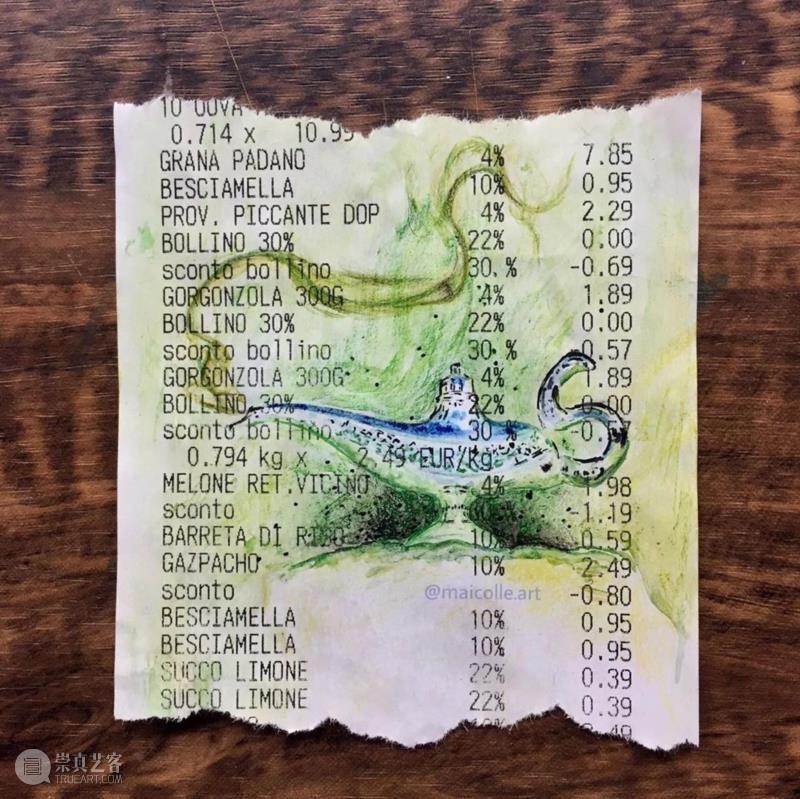 10 UOVA
0.714 x 10.99
GRANA PADANO 4% 7.85
BESCIAMELLA 10% 0.95
PROV. PICCANTE DOP 4% 2.29
BOLLINO 30% 22% 0.00
sconto bollino 30.% -0.69
GORGONZOLA 300G 4% 1.89
BOLLINO 30% 22% 0.00
sconto bollino 30.% -0.57
GORGONZOLA 300G 4% 1.89
BOLLINO 30% 22% 0.00
sconto bollino 30 % -0.57
0.794 kg x 2.49 EUR/kg
MELONE RET.VICINO 4% 1.98
sconto -1.19
BARRETA DI RISO 10% 0.59
GAZPACHO 10% 2.49
sconto -0.80
@maicolle.art
BESCIAMELLA 10% 0.95
BESCIAMELLA 10% 0.95
SUCCO LIMONE 22% 0.39
SUCCO LIMONE 22% 0.39
崇真艺客
TRUEART.COM